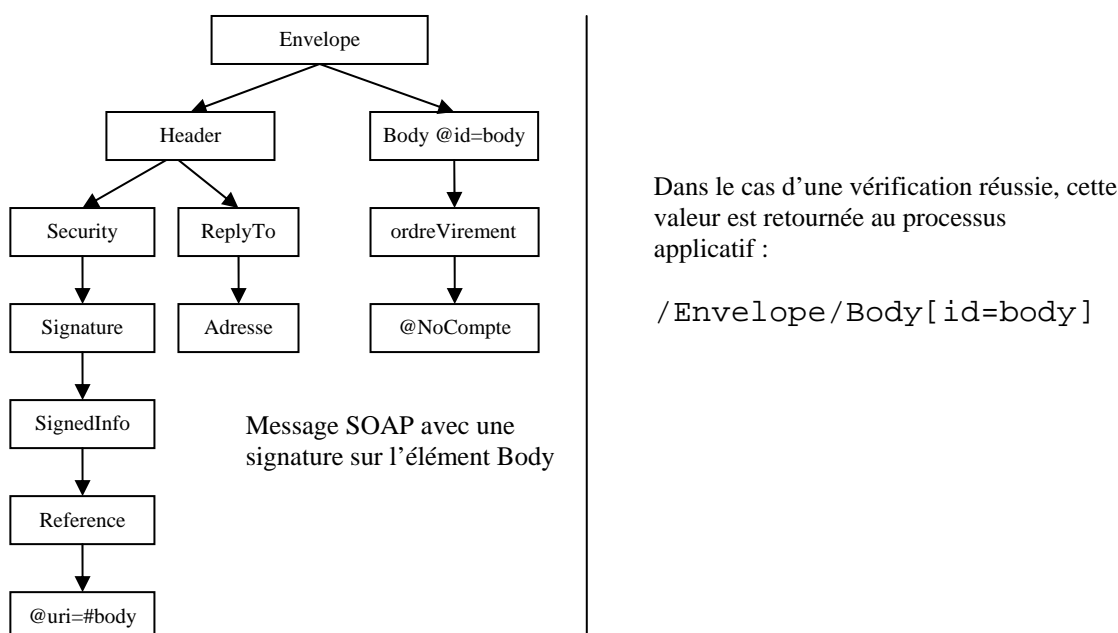 Envelope
Header
Body @id=body
Security
ReplyTo
ordreVirement
Signature
Adresse
@NoCompte
SignedInfo
Message SOAP avec une
signature sur l'élément Body
Reference
@uri=#body
Dans le cas d'une vérification réussie, cette
valeur est retournée au processus
applicatif :
/Envelope/Body[id=body]